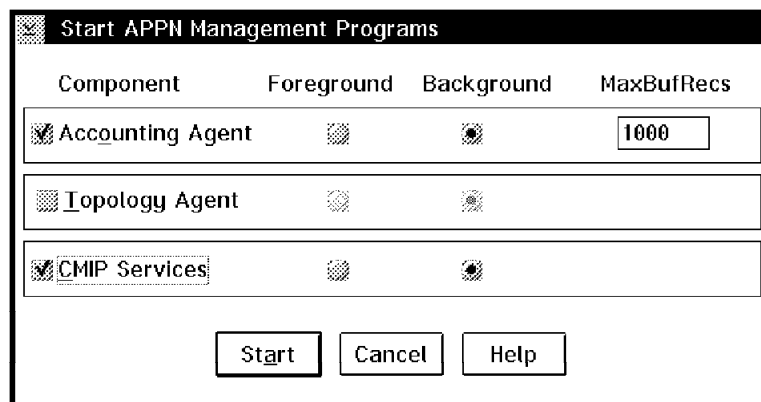 Start APPN Management Programs
Component Foreground Background MaxBufRecs
Accounting Agent 1000
Topology Agent
CMIP Services
Start Cancel Help